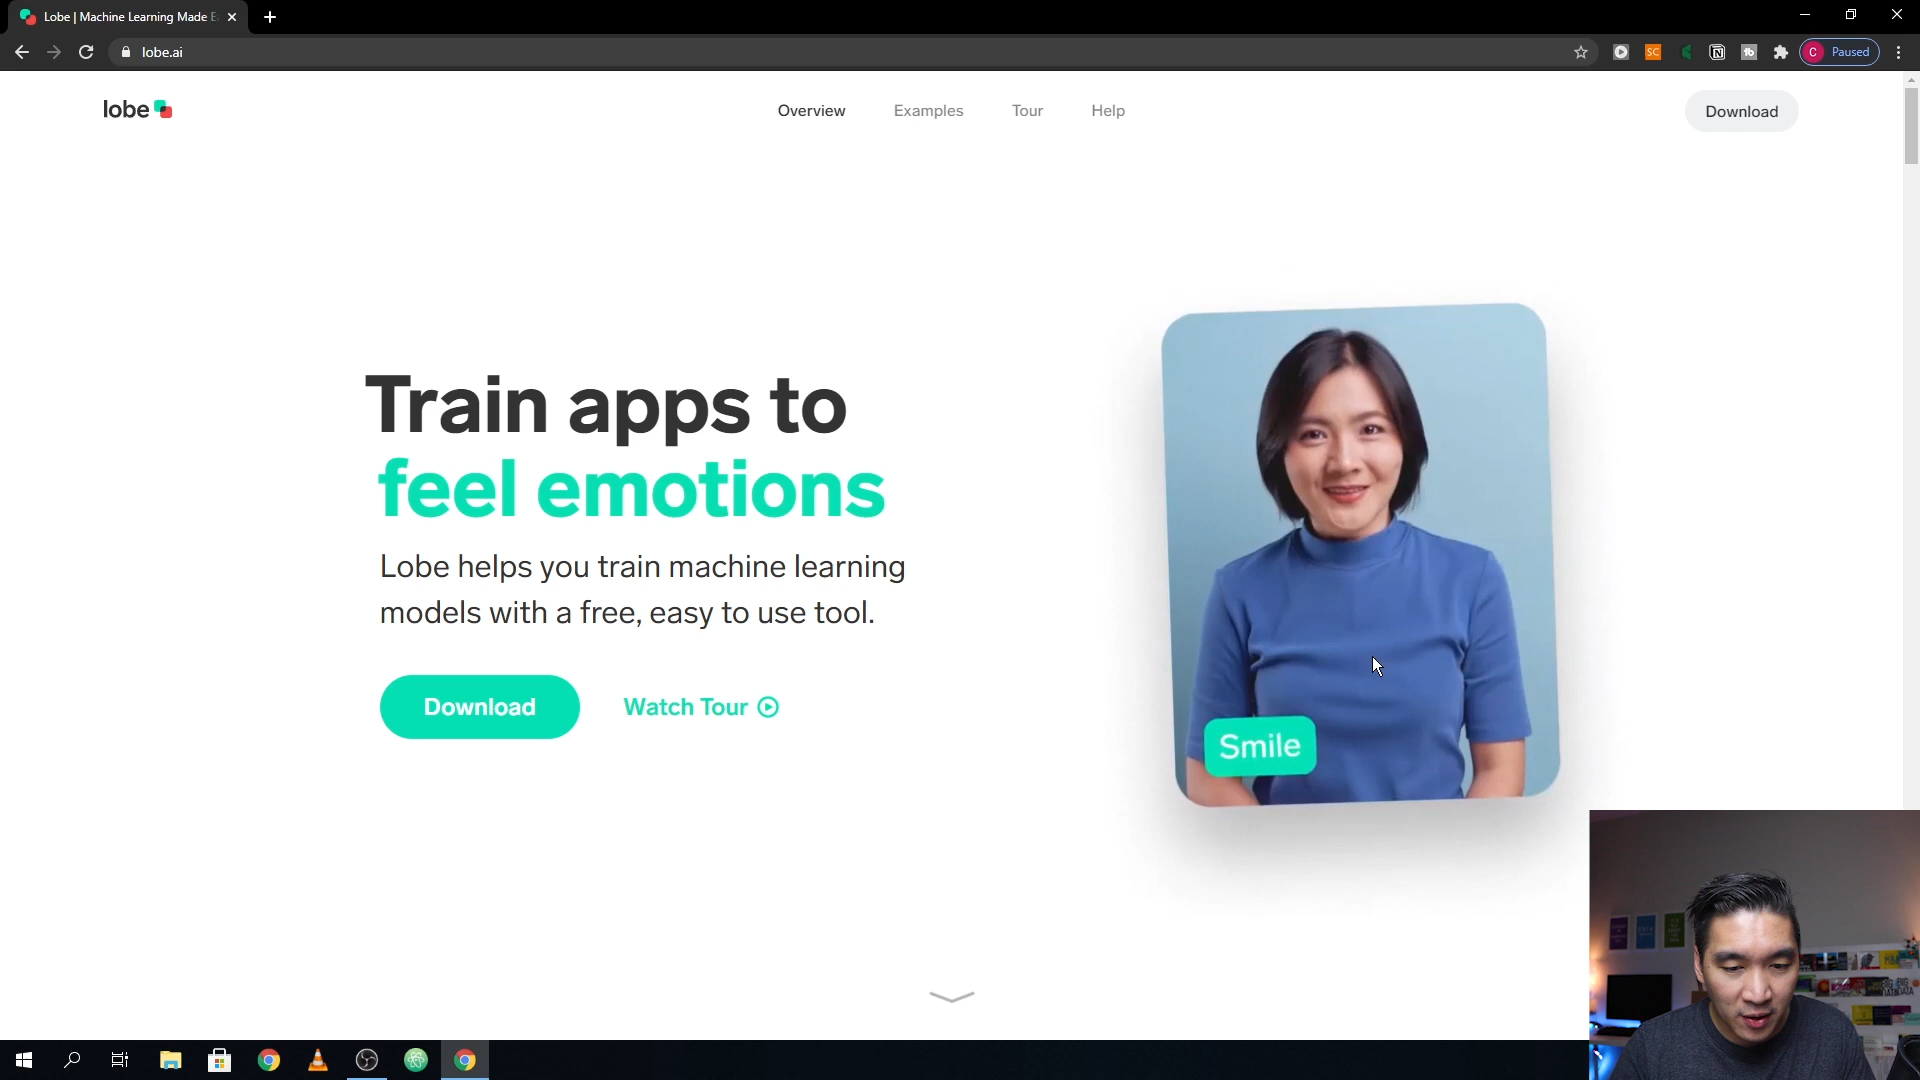 Lobe | Machine Learning Made E
lobe.ai
SC
C Paused
lobe
Overview Examples Tour Help Download
Train apps to
feel emotions
Lobe helps you train machine learning
models with a free, easy to use tool.
Download Watch Tour
Smile